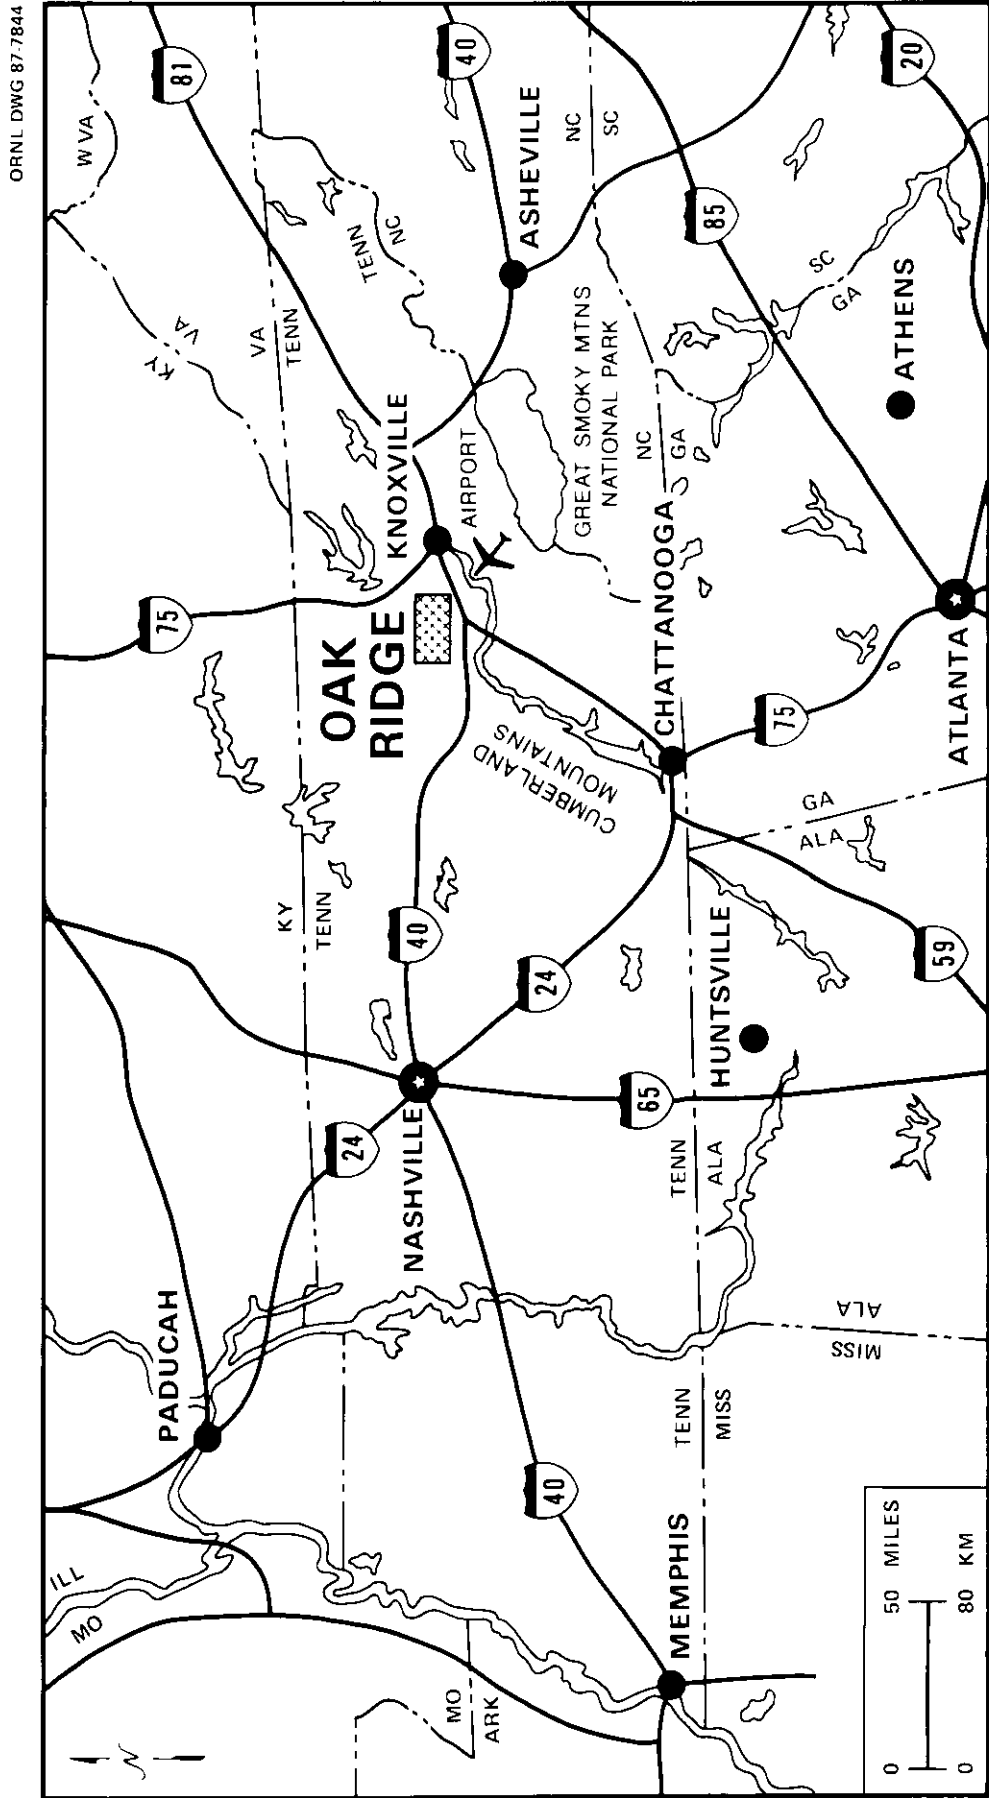 ORNL DWG 87-7844
ILL
MO
PADUCAH
W VA
81
75
KY
VA
VA
TENN
KY
TENN
24
OAK
RIDGE
KNOXVILLE
TENN
NC
40
NASHVILLE
40
AIRPORT
ASHEVILLE
MO
ARK
40
24
CUMBERLAND
MOUNTAINS
GREAT SMOKY MTNS
NATIONAL PARK
NC
SC
MEMPHIS
TENN
MISS
TENN
ALA
65
HUNTSVILLE
CHATTANOOGA
NC
GA
85
75
GA
ALA
SC
GA
MISS
ALA
59
ATLANTA
ATHENS
20
0 50 MILES
0 80 KM
N